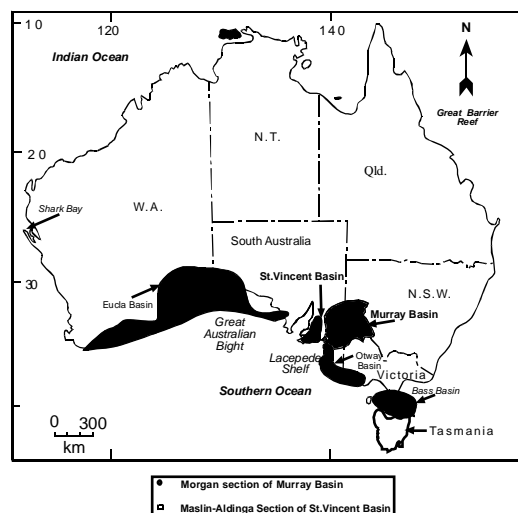 120
140
10
20
30
Indian Ocean
N
Great Barrier
Reef
N.T.
Qld.
W.A.
Shark Bay
South Australia
St.Vincent Basin
Eucla Basin
N.S.W.
Murray Basin
Great
Australian
Bight
Lacepede
Shelf
Otway
Basin
Victoria
Southern Ocean
Bass Basin
0 300
km
Tasmania
Morgan section of Murray Basin
Maslin-Aldinga Section of St.Vincent Basin